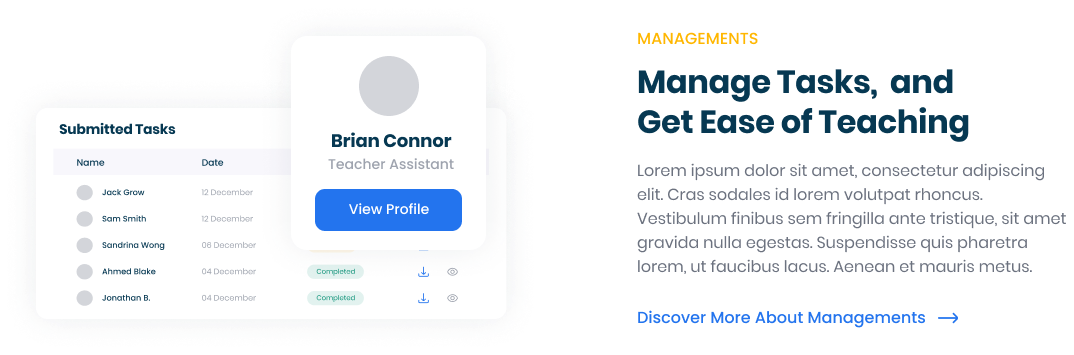 Brian Connor
Teacher Assistant
View Profile
Submitted Tasks
Name Date
Jack Grow 12 December
Sam Smith 12 December
Sandrina Wong 06 December
Ahmed Blake 04 December Completed
Jonathan B. 04 December Completed
MANAGEMENTS
Manage Tasks, and
Get Ease of Teaching
Lorem ipsum dolor sit amet, consectetur adipiscing
elit. Cras sodales id lorem volutpat rhoncus.
Vestibulum finibus sem fringilla ante tristique, sit amet
gravida nulla egestas. Suspendisse quis pharetra
lorem, ut faucibus lacus. Aenean et mauris metus.
Discover More About Managements